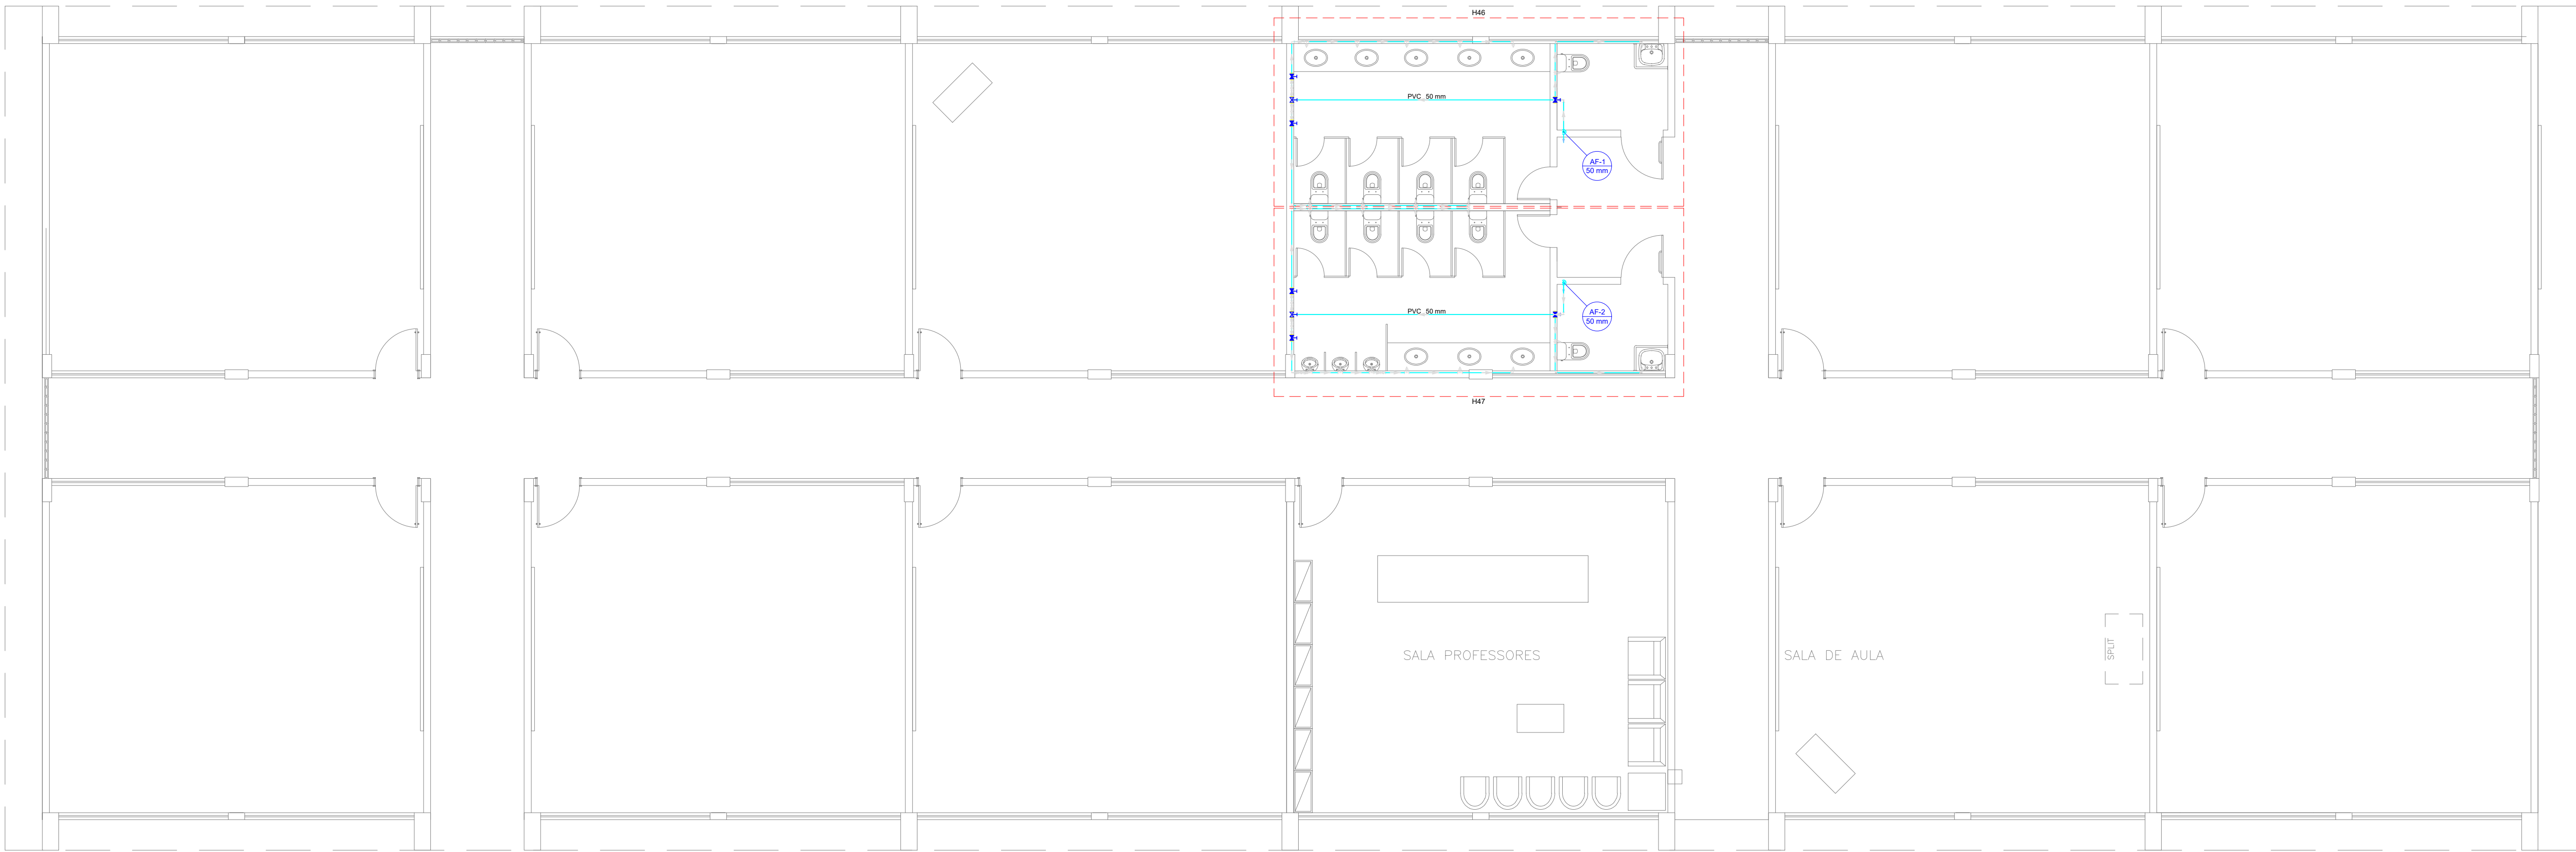 H46
PVC 50 mm
AF-1
50 mm
AF-2
50 mm
PVC 50 mm
H47
SALA PROFESSORES
SALA DE AULA
SPLIT